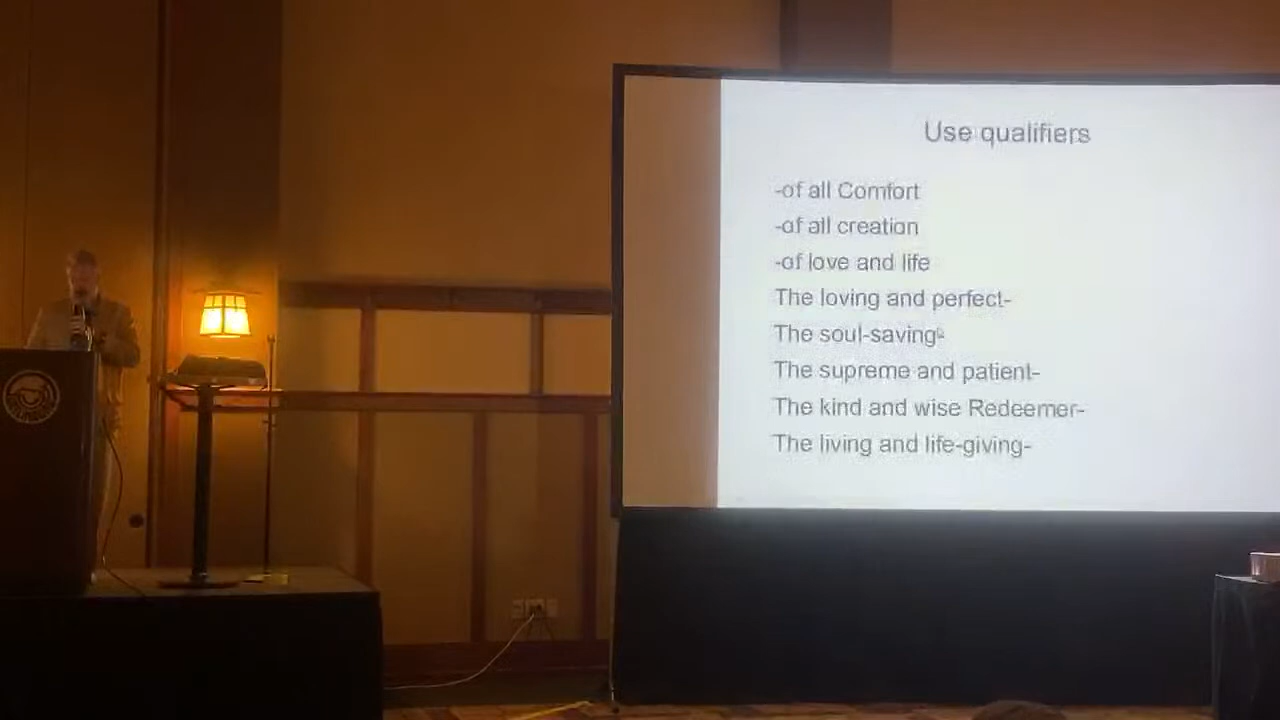 Use qualifiers
-of all Comfort
-of all creation
-of love and life
The loving and perfect-
The soul-saving
The supreme and patient-
The kind and wise Redeemer-
The living and life-giving-